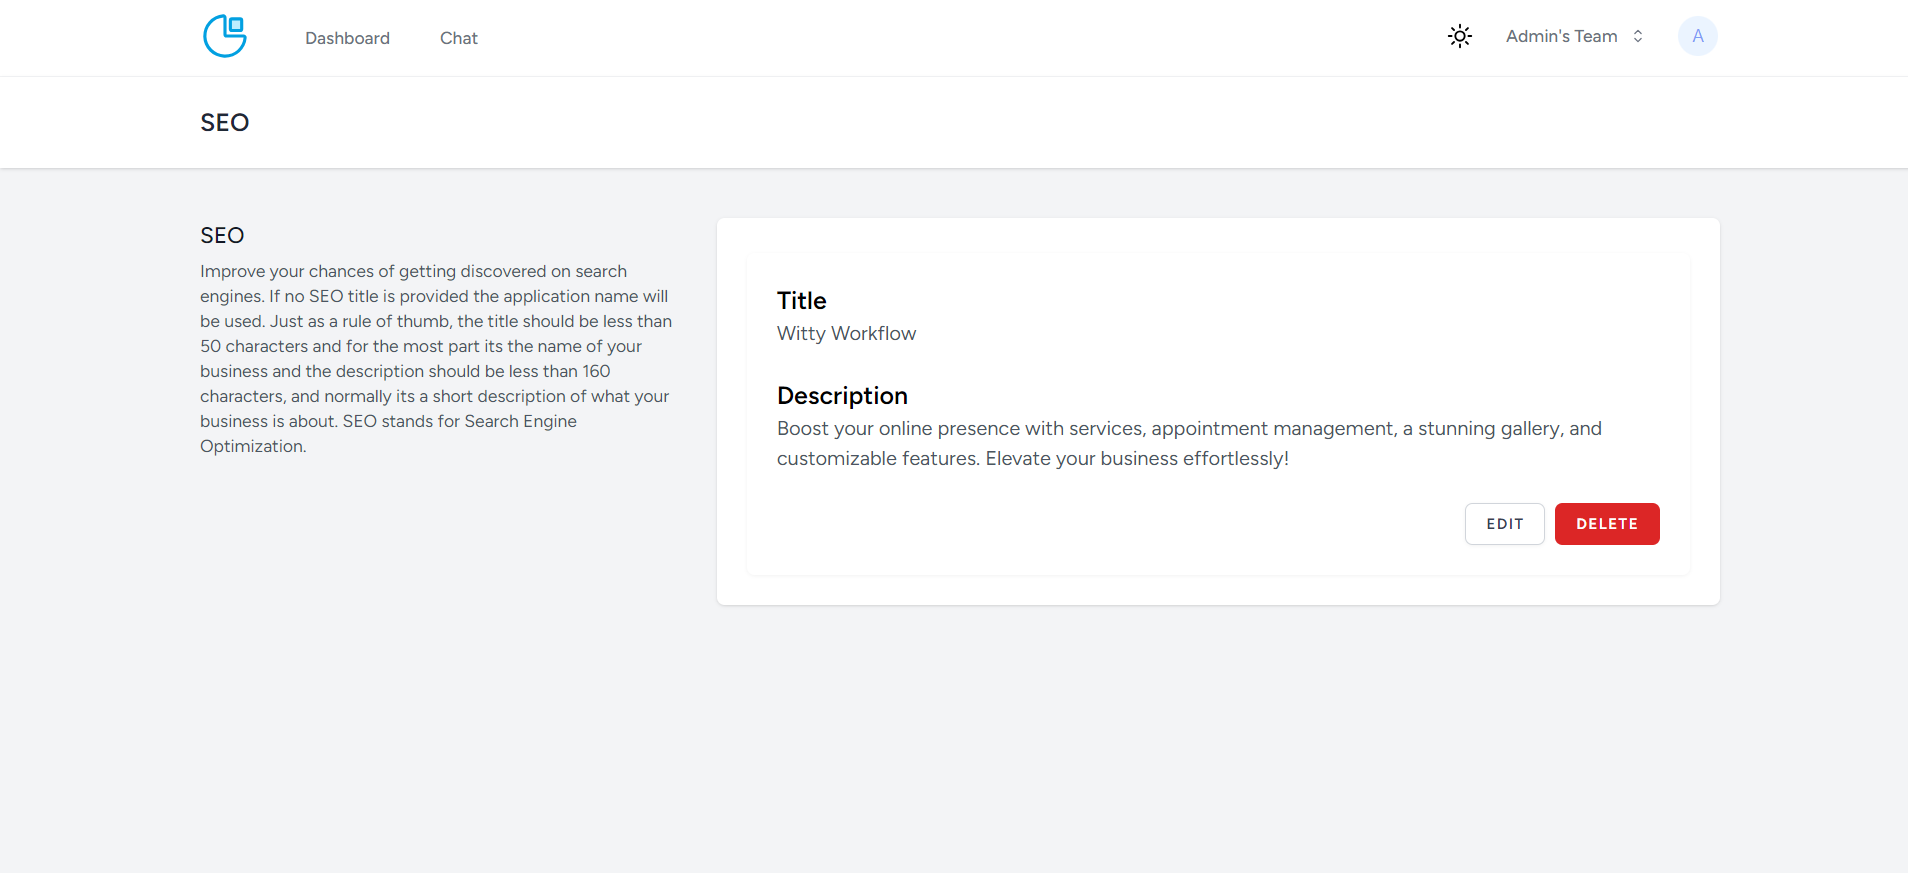 Dashboard
Chat
Admin's Team
A
SEO
SEO
Improve your chances of getting discovered on search
engines. If no SEO title is provided the application name will
be used. Just as a rule of thumb, the title should be less than
50 characters and for the most part its the name of your
business and the description should be less than 160
characters, and normally its a short description of what your
business is about. SEO stands for Search Engine
Optimization.
Title
Witty Workflow
Description
Boost your online presence with services, appointment management, a stunning gallery, and
customizable features. Elevate your business effortlessly!
EDIT
DELETE